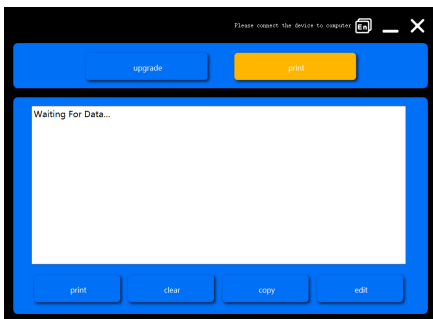 Please connect the device to computer En
upgrade print
Waiting For Data...
print clear copy edit